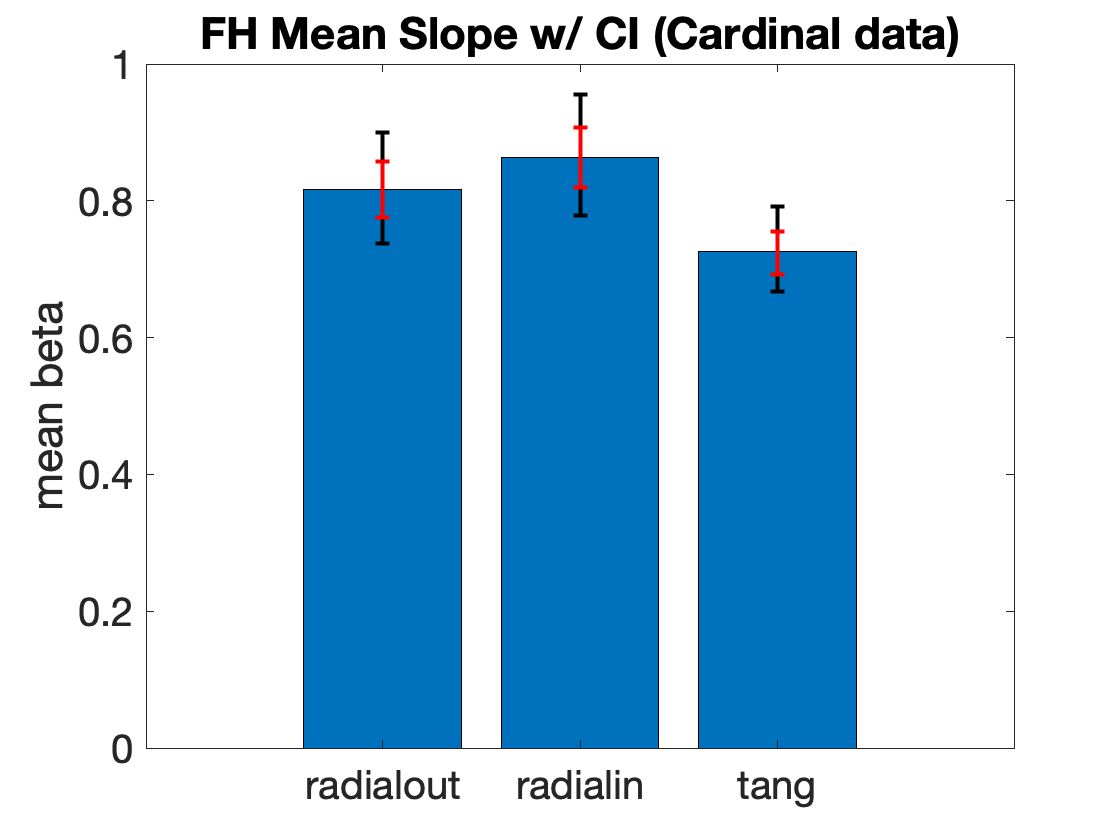 FH Mean Slope w/ CI (Cardinal data)
1
0.8
0.6
0.4
0.2
0
mean beta
radialout
radialin
tang